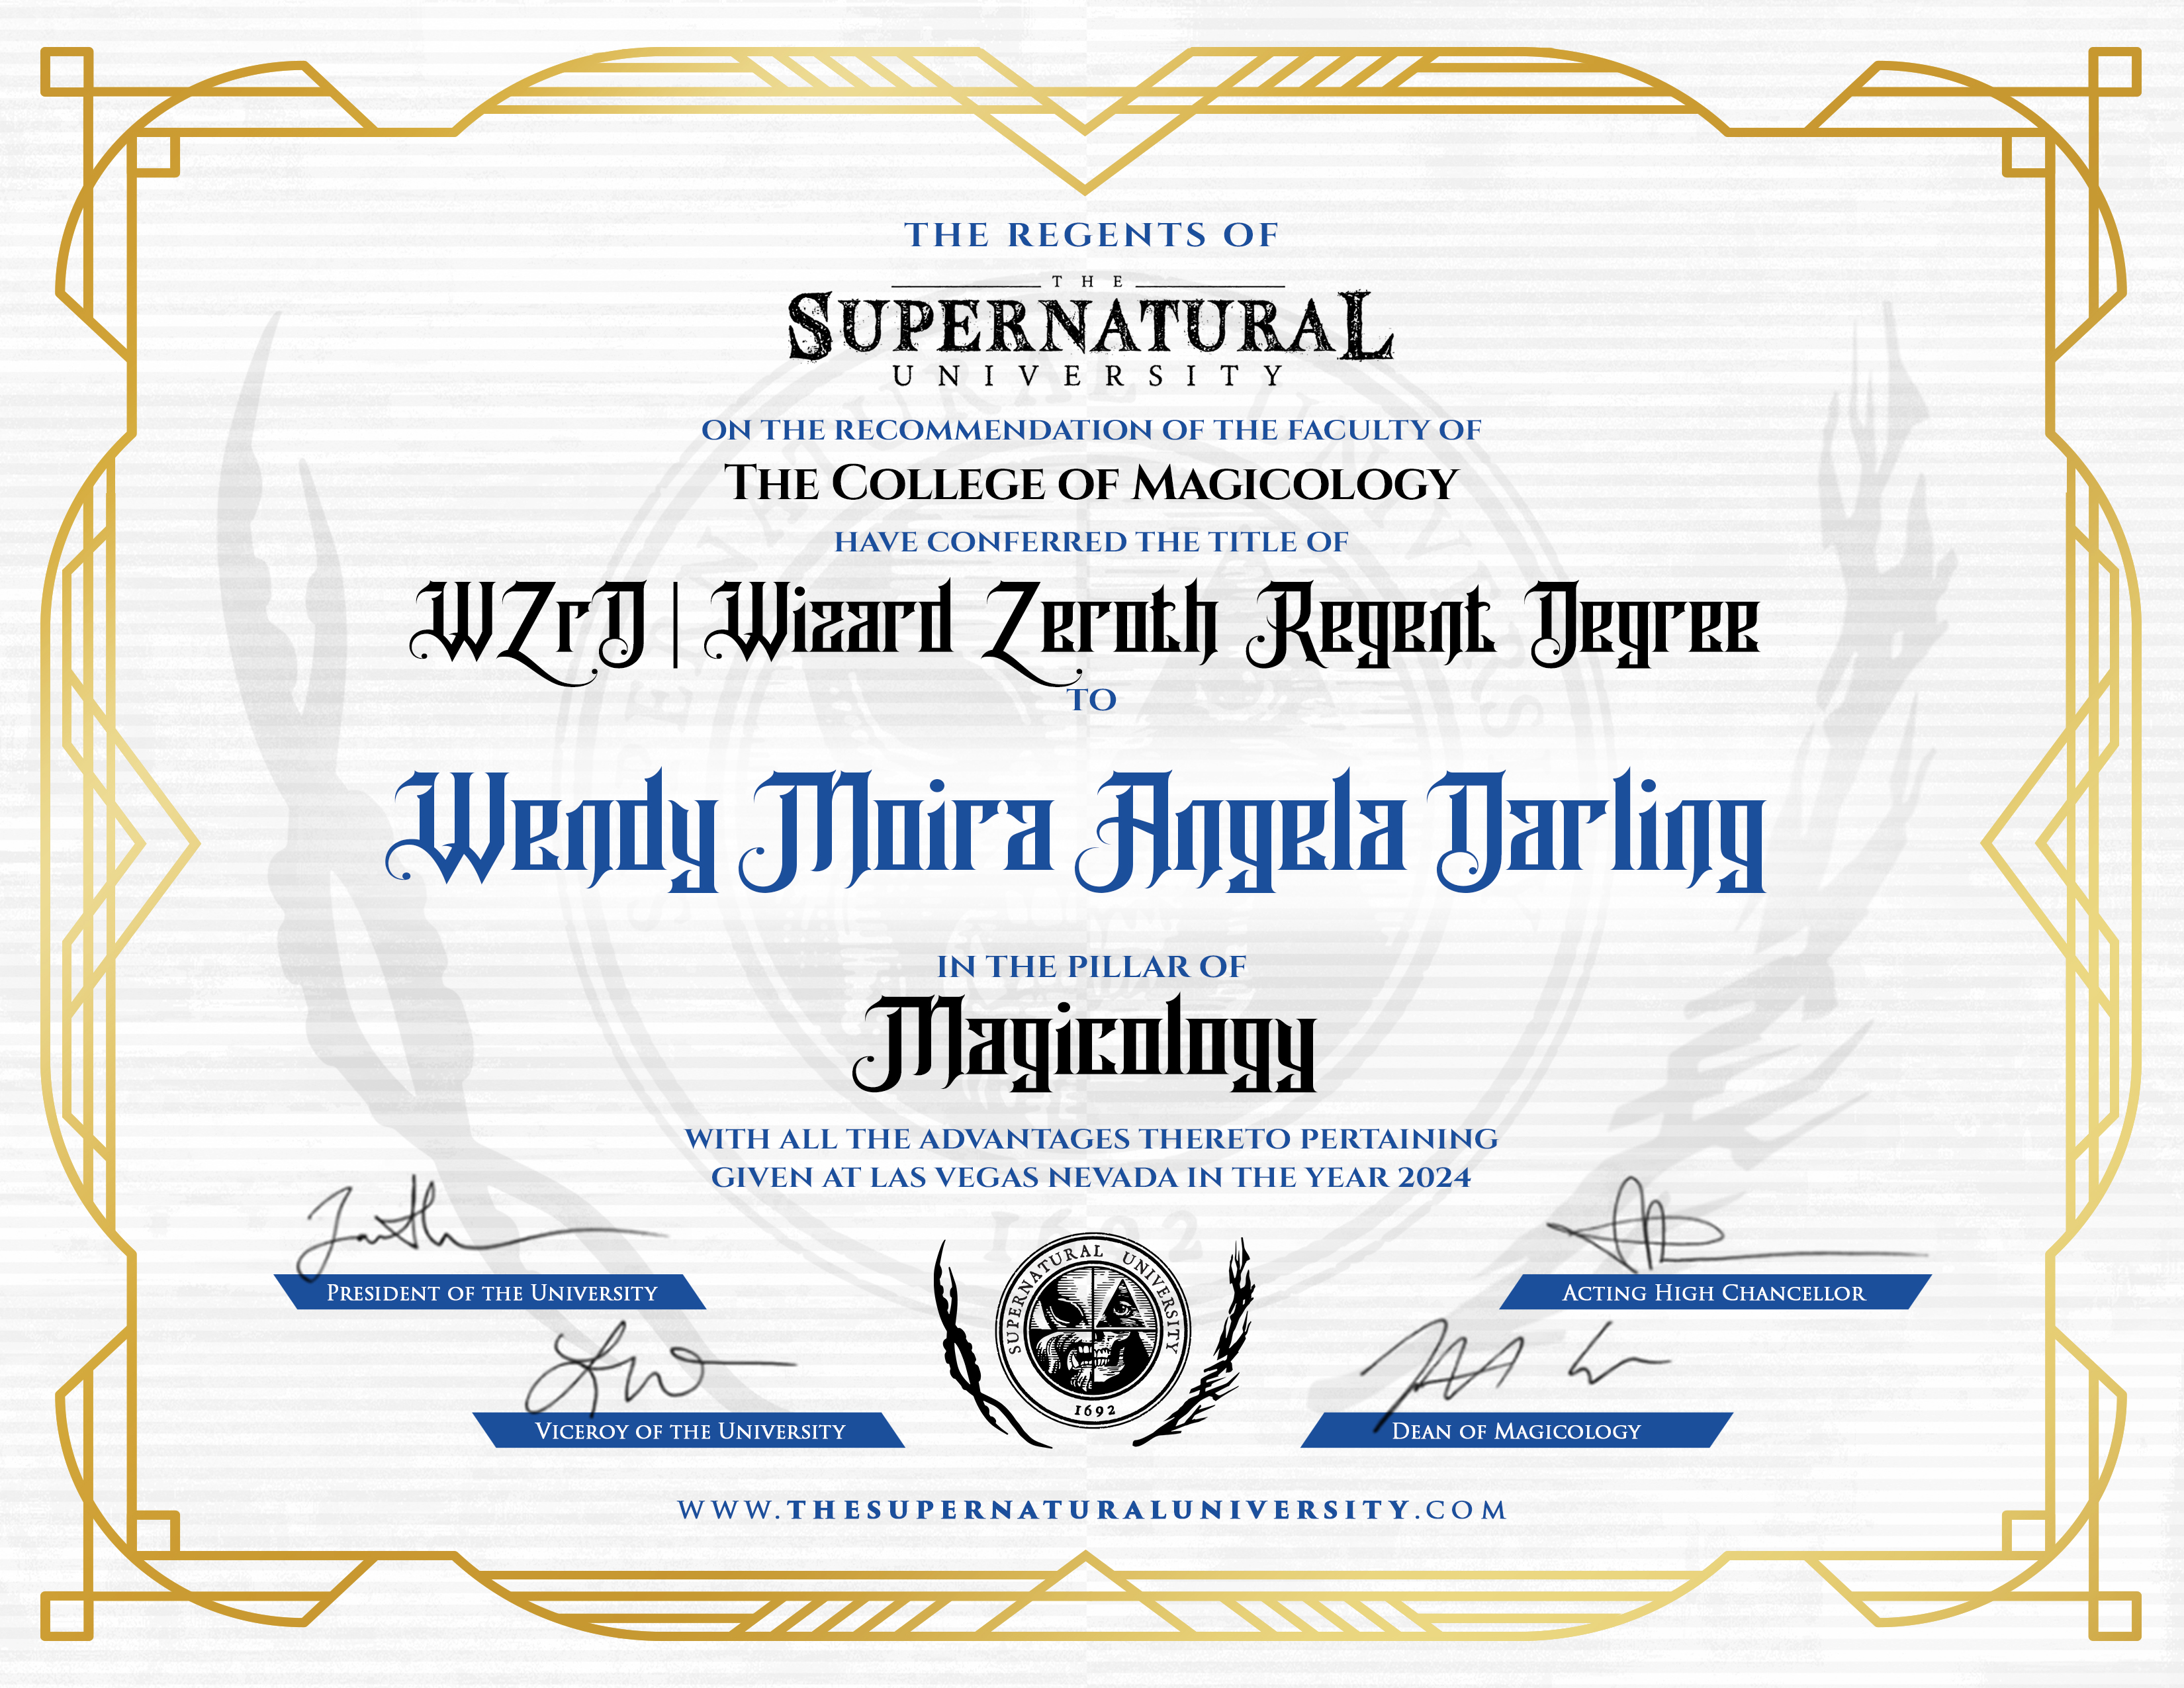 THE REGENTS OF
THE
SUPERNATURAL
UNIVERSITY
ON THE RECOMMENDATION OF THE FACULTY OF
THE COLLEGE OF MAGICOLOGY
HAVE CONFERRED THE TITLE OF
WZrD | Wizard Zeroth Regent Degree
TO
Wendy Moira Angela Darling
IN THE PILLAR OF
Magicology
WITH ALL THE ADVANTAGES THERETO PERTAINING
GIVEN AT LAS VEGAS NEVADA IN THE YEAR 2024
PRESIDENT OF THE UNIVERSITY
ACTING HIGH CHANCELLOR
SUPERNATURAL UNIVERSITY
1692
VICEROY OF THE UNIVERSITY
DEAN OF MAGICOLOGY
WWW.THESUPERNATURALUNIVERSITY.COM